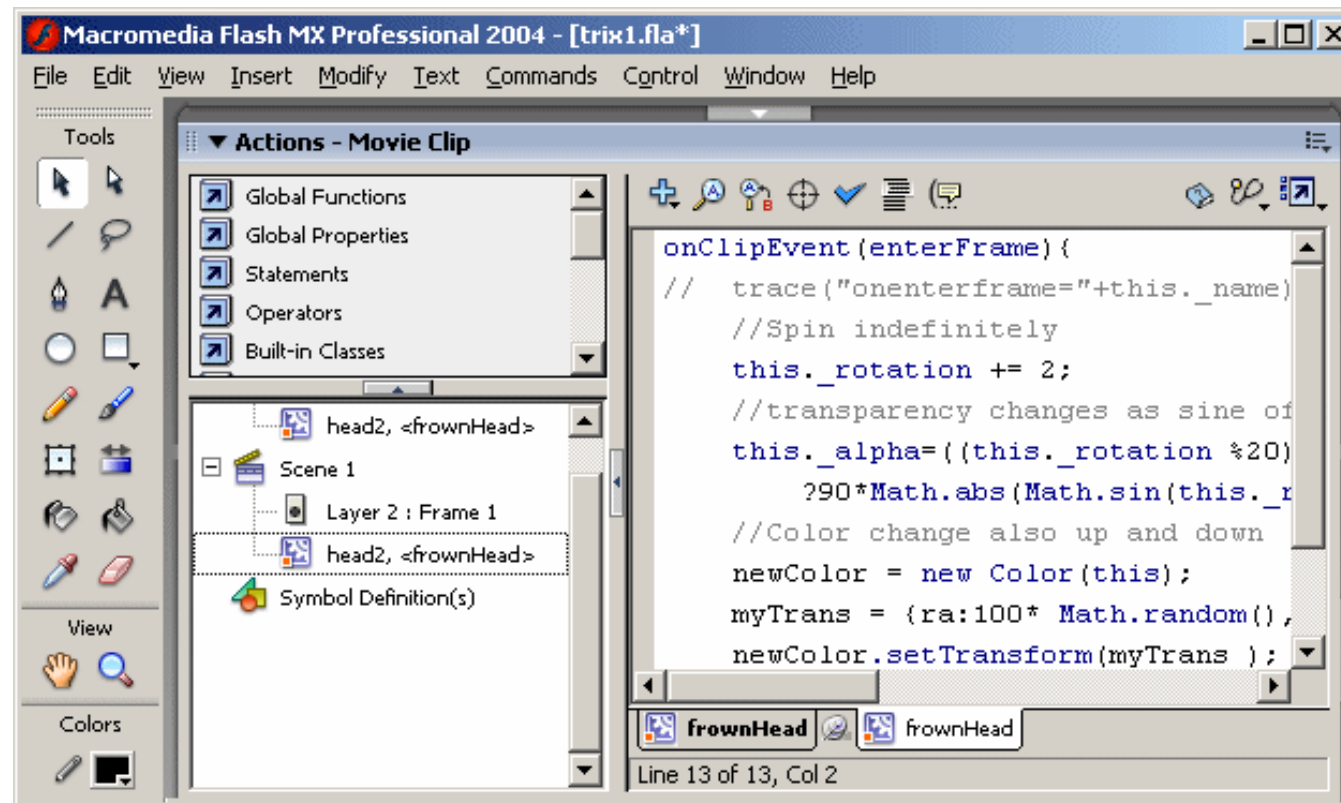 Macromedia Flash MX Professional 2004 - [trix1.fla*]
File Edit View Insert Modify Text Commands Control Window Help
Tools
Actions - Movie Clip
Global Functions
Global Properties
Statements
Operators
Built-in Classes
head2, <frownHead>
Scene 1
Layer 2 : Frame 1
head2, <frownHead>
Symbol Definition(s)
View
Colors
onClipEvent(enterFrame){
// trace("onenterframe="+this._name)
//Spin indefinitely
this._rotation += 2;
//transparency changes as sine of
this._alpha=((this._rotation %20)
?90*Math.abs(Math.sin(this._r
//Color change also up and down
newColor = new Color(this);
myTrans = {ra:100* Math.random(),
newColor.setTransform(myTrans );
frownHead frownHead
Line 13 of 13, Col 2